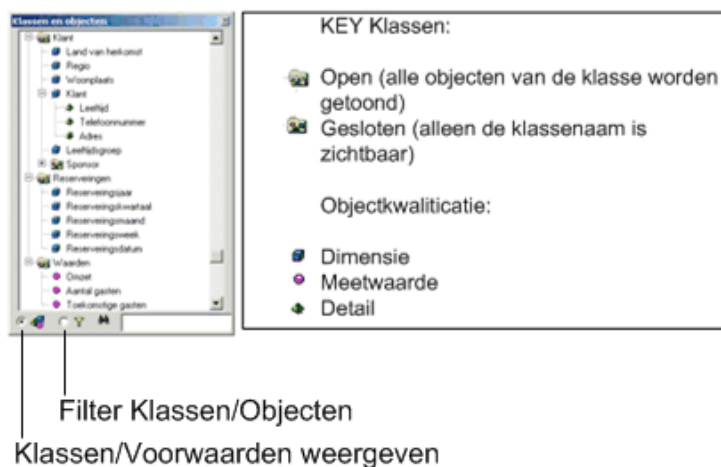 Klassen en objecten
Klant
Land van herkomst
Regio
Woonplaats
Klant
Leeftijd
Telefoonnummer
Adres
Leeftijdsgroep
Sponsor
Reserveringen
Reserveringsjaar
Reserveringskwartaal
Reserveringsmaand
Reserveringsweek
Reserveringsdatum
Waarden
Omzet
Aantal gasten
Toekomstige gasten
KEY Klassen:
Open (alle objecten van de klasse worden
getoond)
Gesloten (alleen de klassenaam is
zichtbaar)
Objectkwaliticatie:
Dimensie
Meetwaarde
Detail
Filter Klassen/Objecten
Klassen/Voorwaarden weergeven